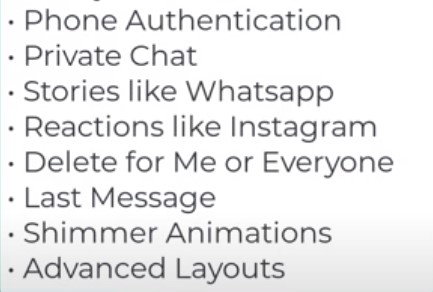 • Phone Authentication
• Private Chat
• Stories like Whatsapp
• Reactions like Instagram
• Delete for Me or Everyone
• Last Message
• Shimmer Animations
• Advanced Layouts